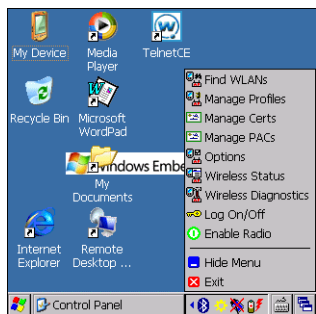 My Device
Media Player
TelnetCE
Recycle Bin
Microsoft WordPad
Windows Embe
My Documents
Internet Explorer
Remote Desktop ...
Find WLANs
Manage Profiles
Manage Certs
Manage PACs
Options
Wireless Status
Wireless Diagnostics
Log On/Off
Enable Radio
Hide Menu
Exit
Control Panel